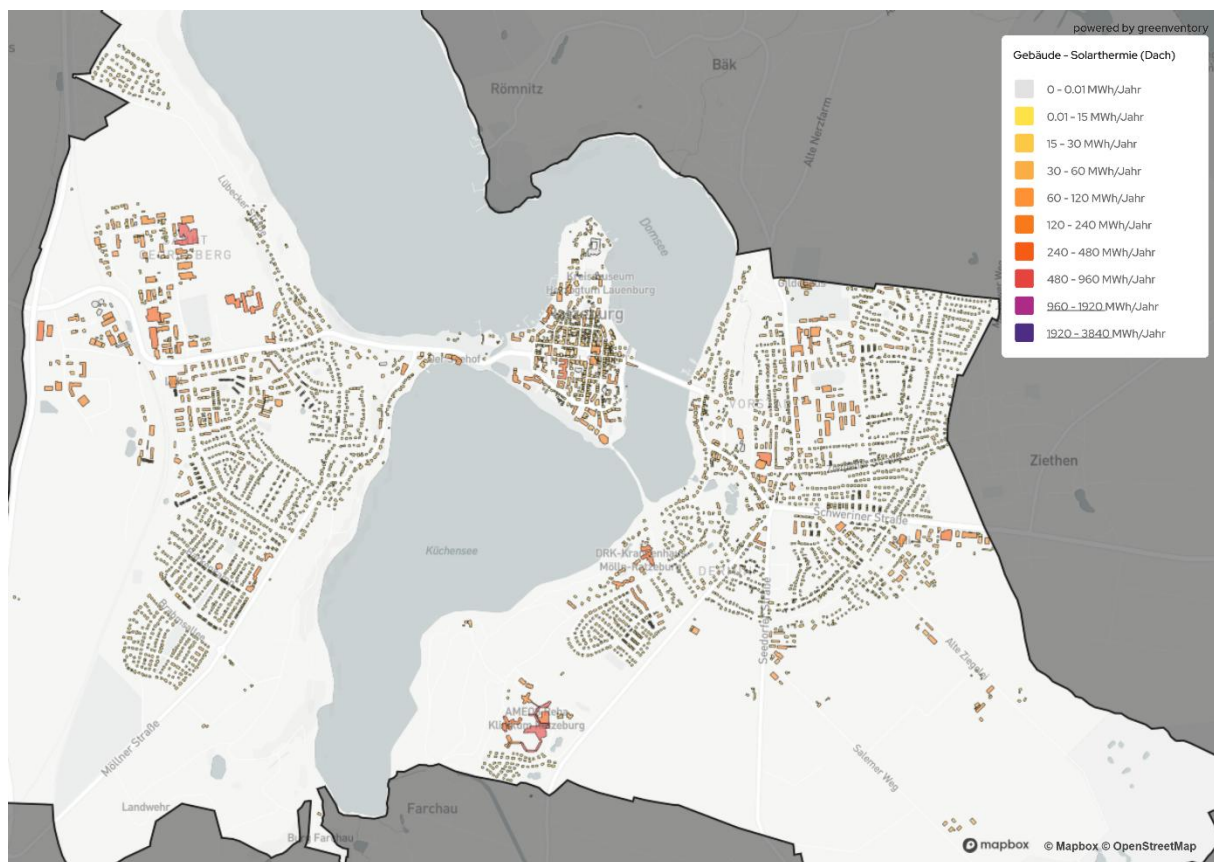 powered by greenventory
Gebäude - Solarthermie (Dach)
0 - 0.01 MWh/Jahr
0.01 - 15 MWh/Jahr
15 - 30 MWh/Jahr
30 - 60 MWh/Jahr
60 - 120 MWh/Jahr
120 - 240 MWh/Jahr
240 - 480 MWh/Jahr
480 - 960 MWh/Jahr
960 - 1920 MWh/Jahr
1920 - 3840 MWh/Jahr
Bäk
Römnitz
Alte Nerzfarm
Lübecker
Domsee
Kreismuseum
Herzogtum Lauenburg
Ziethen
Schweriner Straße
Küchensee
DRK-Krankenhaus
Mölln-Ratzeburg
Seedorfer Straße
Brahmsallee
Alte Ziegelei
AMEOS Reha
Klinikum Ratzeburg
Möllner Straße
Salemer Weg
Landwehr
Farchau
Burg Farchau
mapbox
© Mapbox © OpenStreetMap